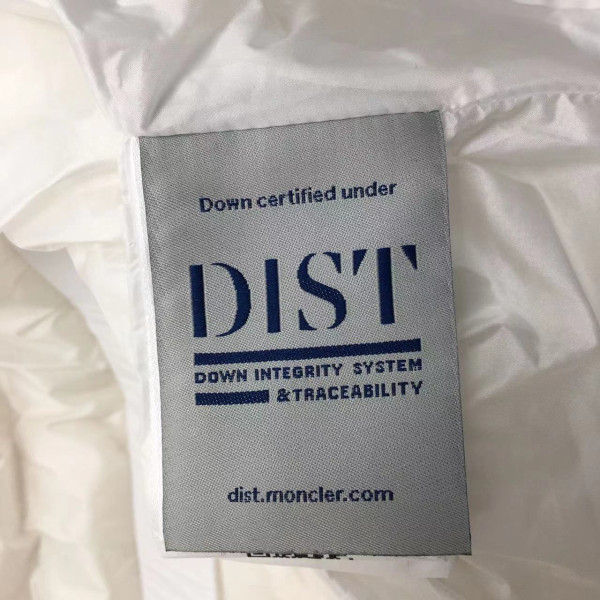 Down certified under
DIST
DOWN INTEGRITY SYSTEM
& TRACEABILITY
dist.moncler.com